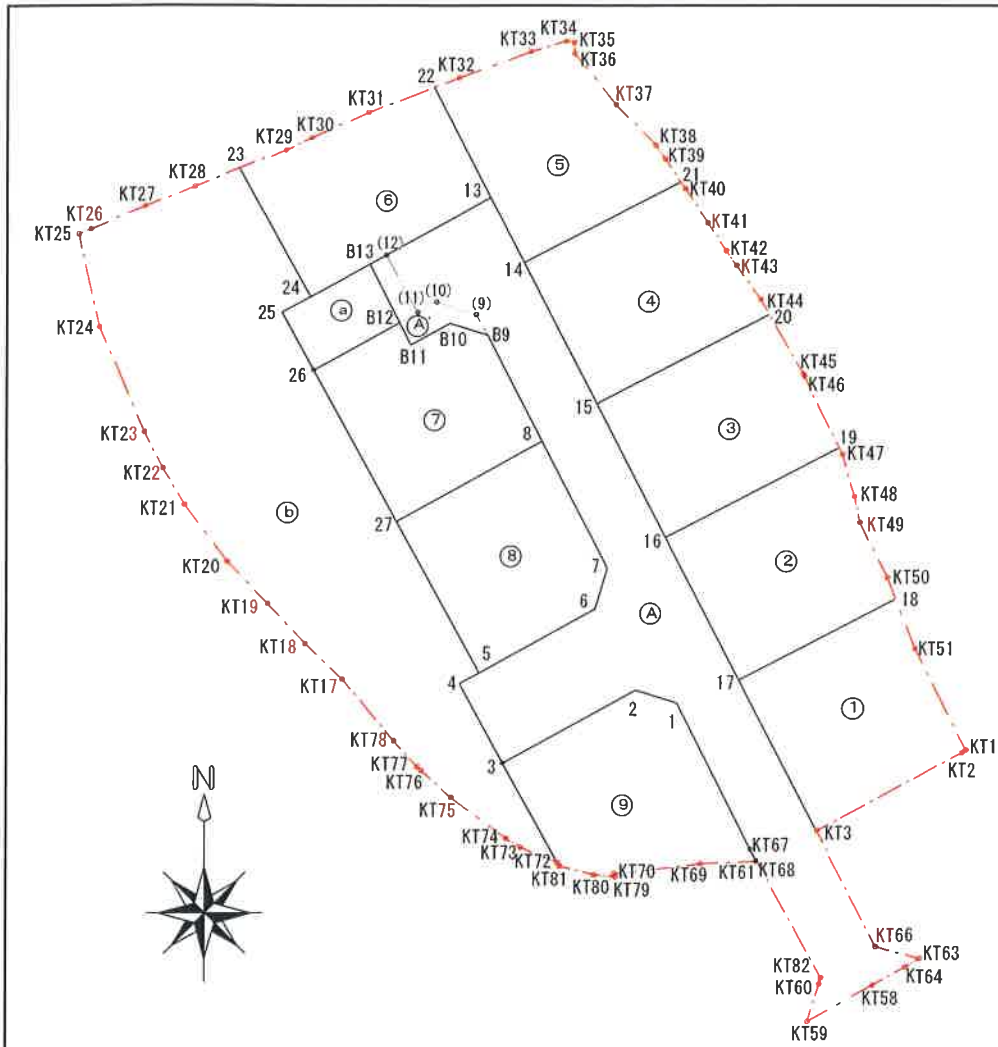 KT34
KT33
KT35
KT36
KT32
22
KT37
KT31
KT30
KT38
KT29
KT39
23
⑤
21
KT28
KT40
KT27
⑥
13
KT26
KT41
KT25
B13
(12)
KT42
14
KT43
24
(10)
(11)
(9)
④
KT44
25
ⓐ
Ⓐ
20
KT24
B12
B10
B9
B11
26
KT45
KT46
15
⑦
③
KT23
8
19
KT47
KT22
KT21
KT48
ⓑ
27
KT49
16
⑧
②
KT20
7
KT50
KT19
6
Ⓐ
18
KT18
KT51
5
KT17
4
17
2
①
1
KT78
KT1
3
KT2
KT77
KT76
N
KT75
⑨
KT3
KT74
KT67
KT73
KT72
KT70
KT69
KT61
KT68
KT81
KT80
KT79
KT66
KT63
KT82
KT64
KT60
KT58
KT59